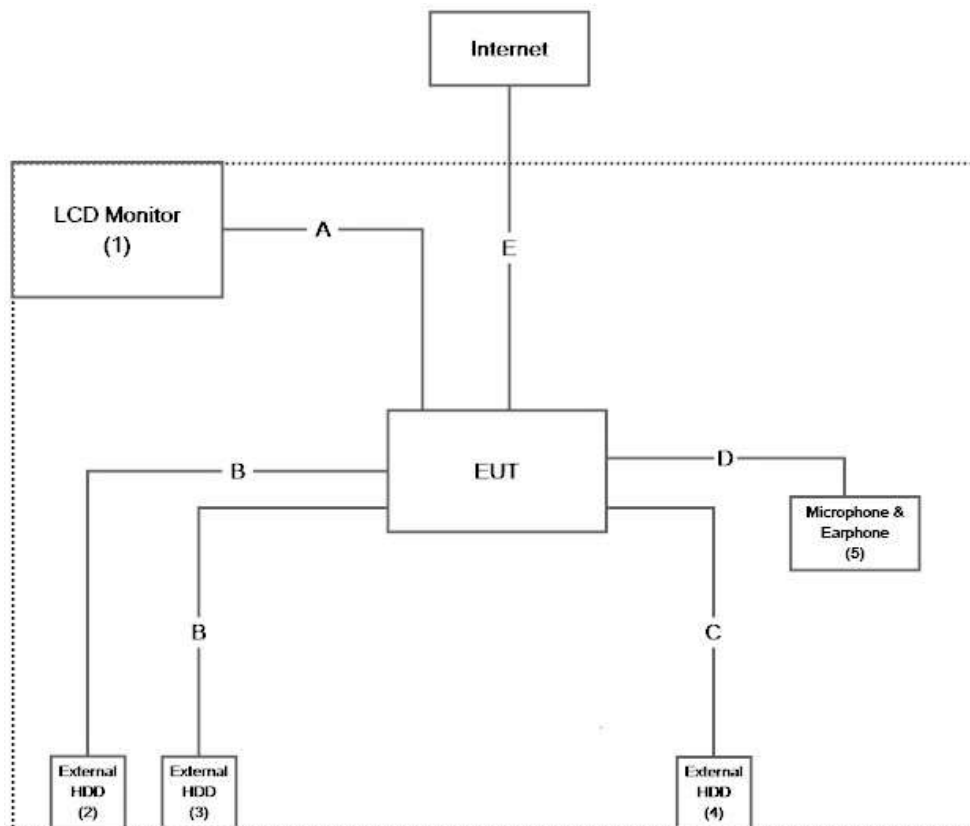 Internet
LCD Monitor
(1)
A
E
EUT
B
D
Microphone &
Earphone
(5)
B
C
External
HDD
(2)
External
HDD
(3)
External
HDD
(4)